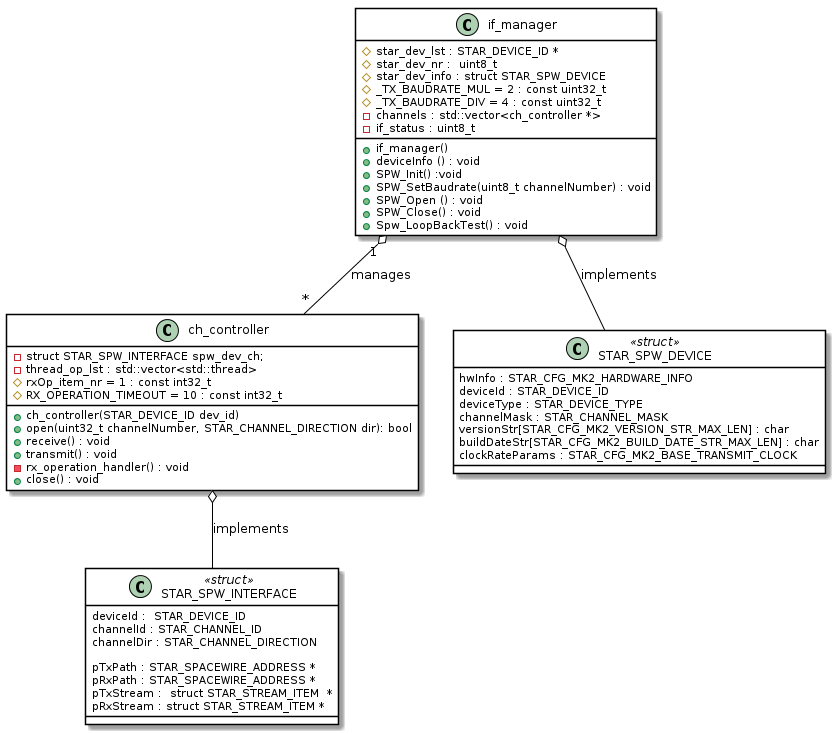 C if_manager
star_dev_lst : STAR_DEVICE_ID *
star_dev_nr :  uint8_t
star_dev_info : struct STAR_SPW_DEVICE
_TX_BAUDRATE_MUL = 2 : const uint32_t
_TX_BAUDRATE_DIV = 4 : const uint32_t
channels : std::vector<ch_controller *>
if_status : uint8_t
if_manager()
deviceInfo () : void
SPW_Init() :void
SPW_SetBaudrate(uint8_t channelNumber) : void
SPW_Open () : void
SPW_Close() : void
Spw_LoopBackTest() : void
1
manages
implements
*
C ch_controller
struct STAR_SPW_INTERFACE spw_dev_ch;
thread_op_lst : std::vector<std::thread>
rxOp_item_nr = 1 : const int32_t
RX_OPERATION_TIMEOUT = 10 : const int32_t
ch_controller(STAR_DEVICE_ID dev_id)
open(uint32_t channelNumber, STAR_CHANNEL_DIRECTION dir): bool
receive() : void
transmit() : void
rx_operation_handler() : void
close() : void
C «struct»
STAR_SPW_DEVICE
hwInfo : STAR_CFG_MK2_HARDWARE_INFO
deviceId : STAR_DEVICE_ID
deviceType : STAR_DEVICE_TYPE
channelMask : STAR_CHANNEL_MASK
versionStr[STAR_CFG_MK2_VERSION_STR_MAX_LEN] : char
buildDateStr[STAR_CFG_MK2_BUILD_DATE_STR_MAX_LEN] : char
clockRateParams : STAR_CFG_MK2_BASE_TRANSMIT_CLOCK
implements
C «struct»
STAR_SPW_INTERFACE
deviceId :  STAR_DEVICE_ID
channelId : STAR_CHANNEL_ID
channelDir : STAR_CHANNEL_DIRECTION
pTxPath : STAR_SPACEWIRE_ADDRESS *
pRxPath : STAR_SPACEWIRE_ADDRESS *
pTxStream :  struct STAR_STREAM_ITEM  *
pRxStream : struct STAR_STREAM_ITEM *